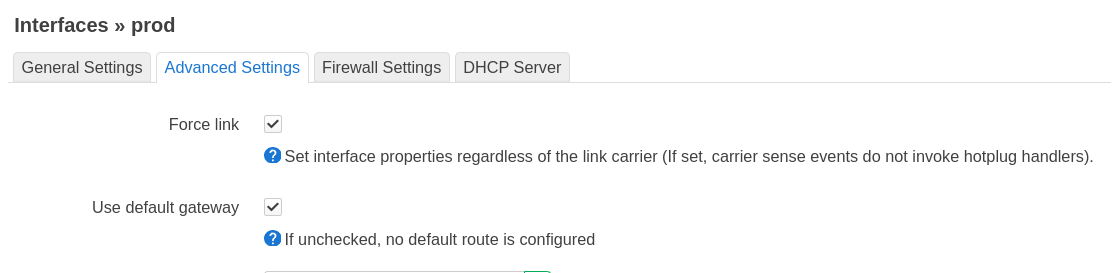 Interfaces » prod
General Settings Advanced Settings Firewall Settings DHCP Server
Force link
Set interface properties regardless of the link carrier (If set, carrier sense events do not invoke hotplug handlers).
Use default gateway
If unchecked, no default route is configured